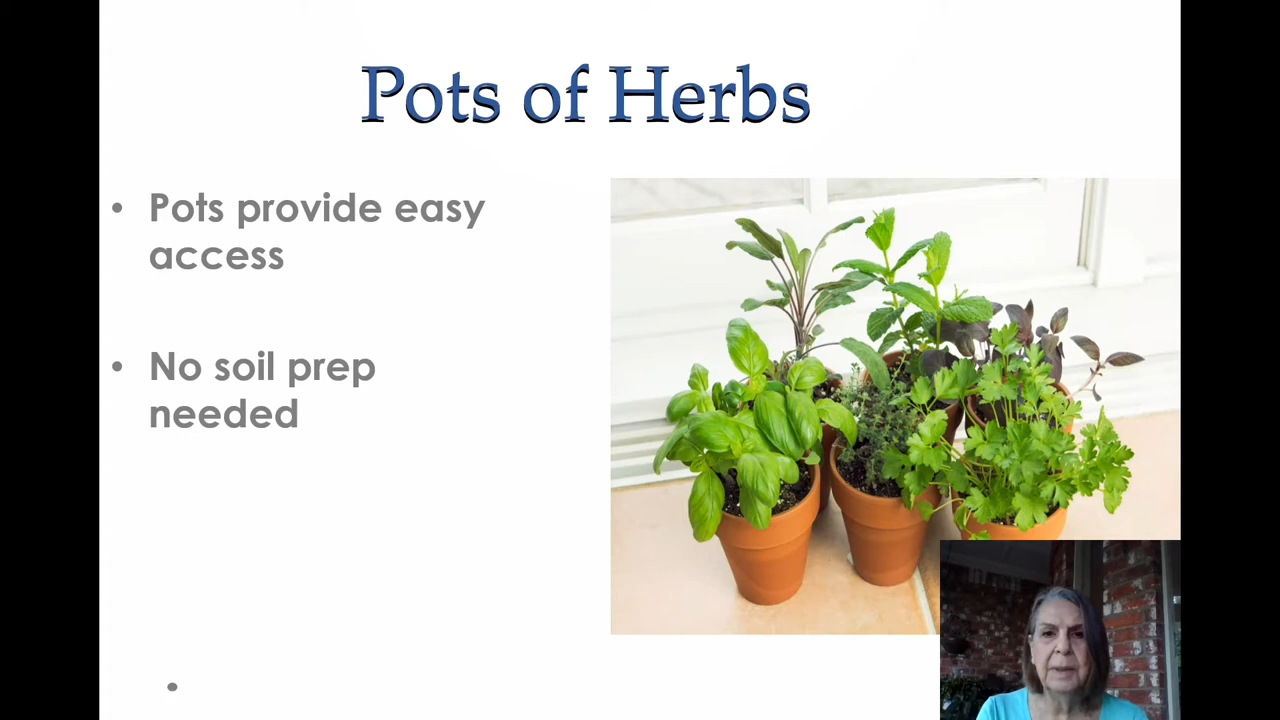 Pots of Herbs
• Pots provide easy
access
• No soil prep
needed
•